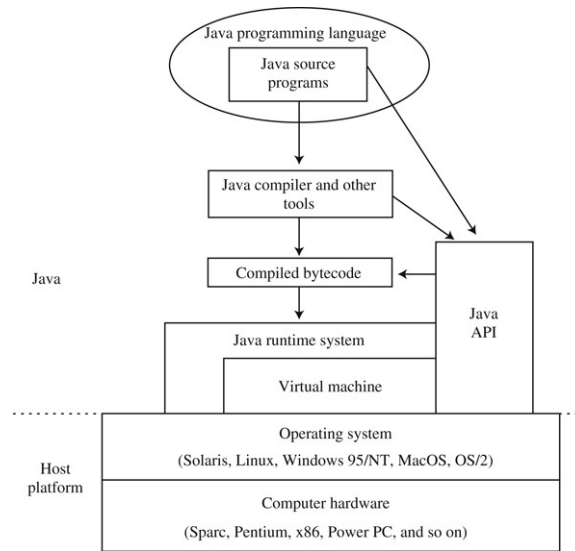 Java programming language
Java source
programs
Java compiler and other
tools
Compiled bytecode
Java
API
Java
Java runtime system
Virtual machine
Operating system
(Solaris, Linux, Windows 95/NT, MacOS, OS/2)
Host
platform
Computer hardware
(Sparc, Pentium, x86, Power PC, and so on)